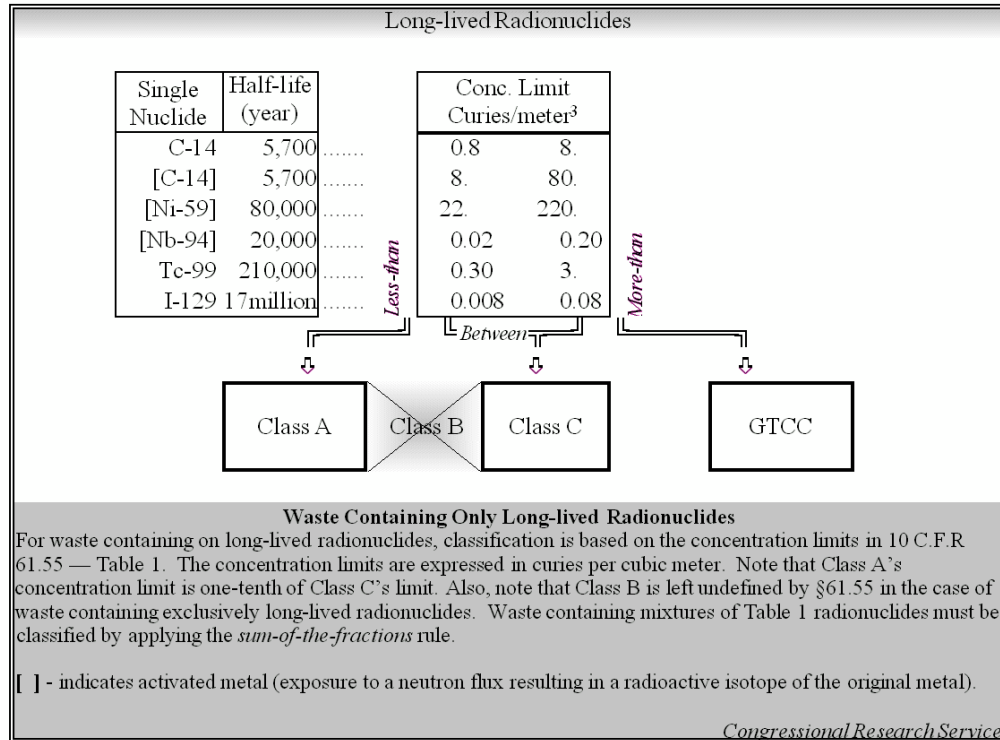 Long-lived Radionuclides
Single Nuclide Half-life (year) Conc. Limit Curies/meter³
C-14 5,700 ....... 0.8 8.
[C-14] 5,700 ....... 8. 80.
[Ni-59] 80,000 ....... 22. 220.
[Nb-94] 20,000 ....... 0.02 0.20
Tc-99 210,000 ....... 0.30 3.
I-129 17million ....... 0.008 0.08
Less-than
More-than
Between
Class A Class B Class C GTCC
Waste Containing Only Long-lived Radionuclides
For waste containing on long-lived radionuclides, classification is based on the concentration limits in 10 C.F.R
61.55 — Table 1. The concentration limits are expressed in curies per cubic meter. Note that Class A’s
concentration limit is one-tenth of Class C’s limit. Also, note that Class B is left undefined by §61.55 in the case of
waste containing exclusively long-lived radionuclides. Waste containing mixtures of Table 1 radionuclides must be
classified by applying the sum-of-the-fractions rule.
[ ] - indicates activated metal (exposure to a neutron flux resulting in a radioactive isotope of the original metal).
Congressional Research Service